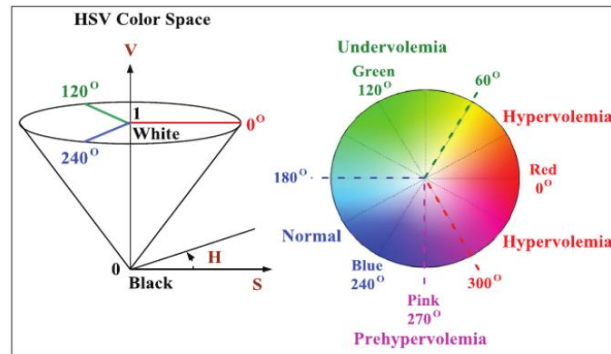 HSV Color Space
V
120°
1
White
0°
240°
0
Black
H
S
Undervolemia
Green
120°
60°
Hypervolemia
180°
Red
0°
Normal
Hypervolemia
Blue
240°
300°
Pink
270°
Prehypervolemia